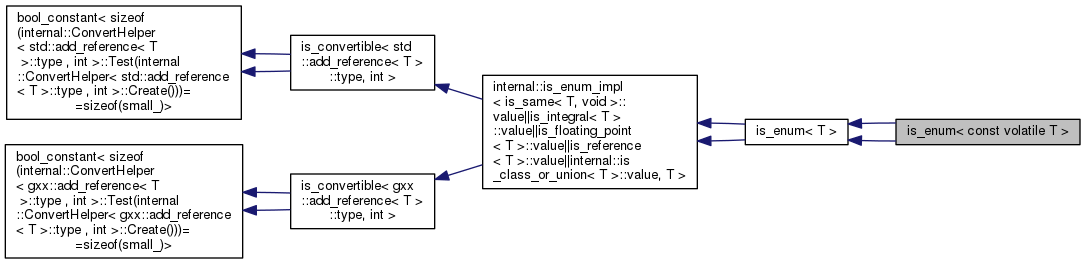 bool_constant< sizeof
(internal::ConvertHelper
< std::add_reference< T
>::type , int >::Test(internal
::ConvertHelper< std::add_reference
< T >::type , int >::Create()))=
=sizeof(small_)>
is_convertible< std
::add_reference< T >
::type, int >
internal::is_enum_impl
< is_same< T, void >::
value||is_integral< T >
::value||is_floating_point
< T >::value||is_reference
< T >::value||internal::is
_class_or_union< T >::value, T >
is_enum< T >
is_enum< const volatile T >
bool_constant< sizeof
(internal::ConvertHelper
< gxx::add_reference< T
>::type , int >::Test(internal
::ConvertHelper< gxx::add_reference
< T >::type , int >::Create()))=
=sizeof(small_)>
is_convertible< gxx
::add_reference< T >
::type, int >